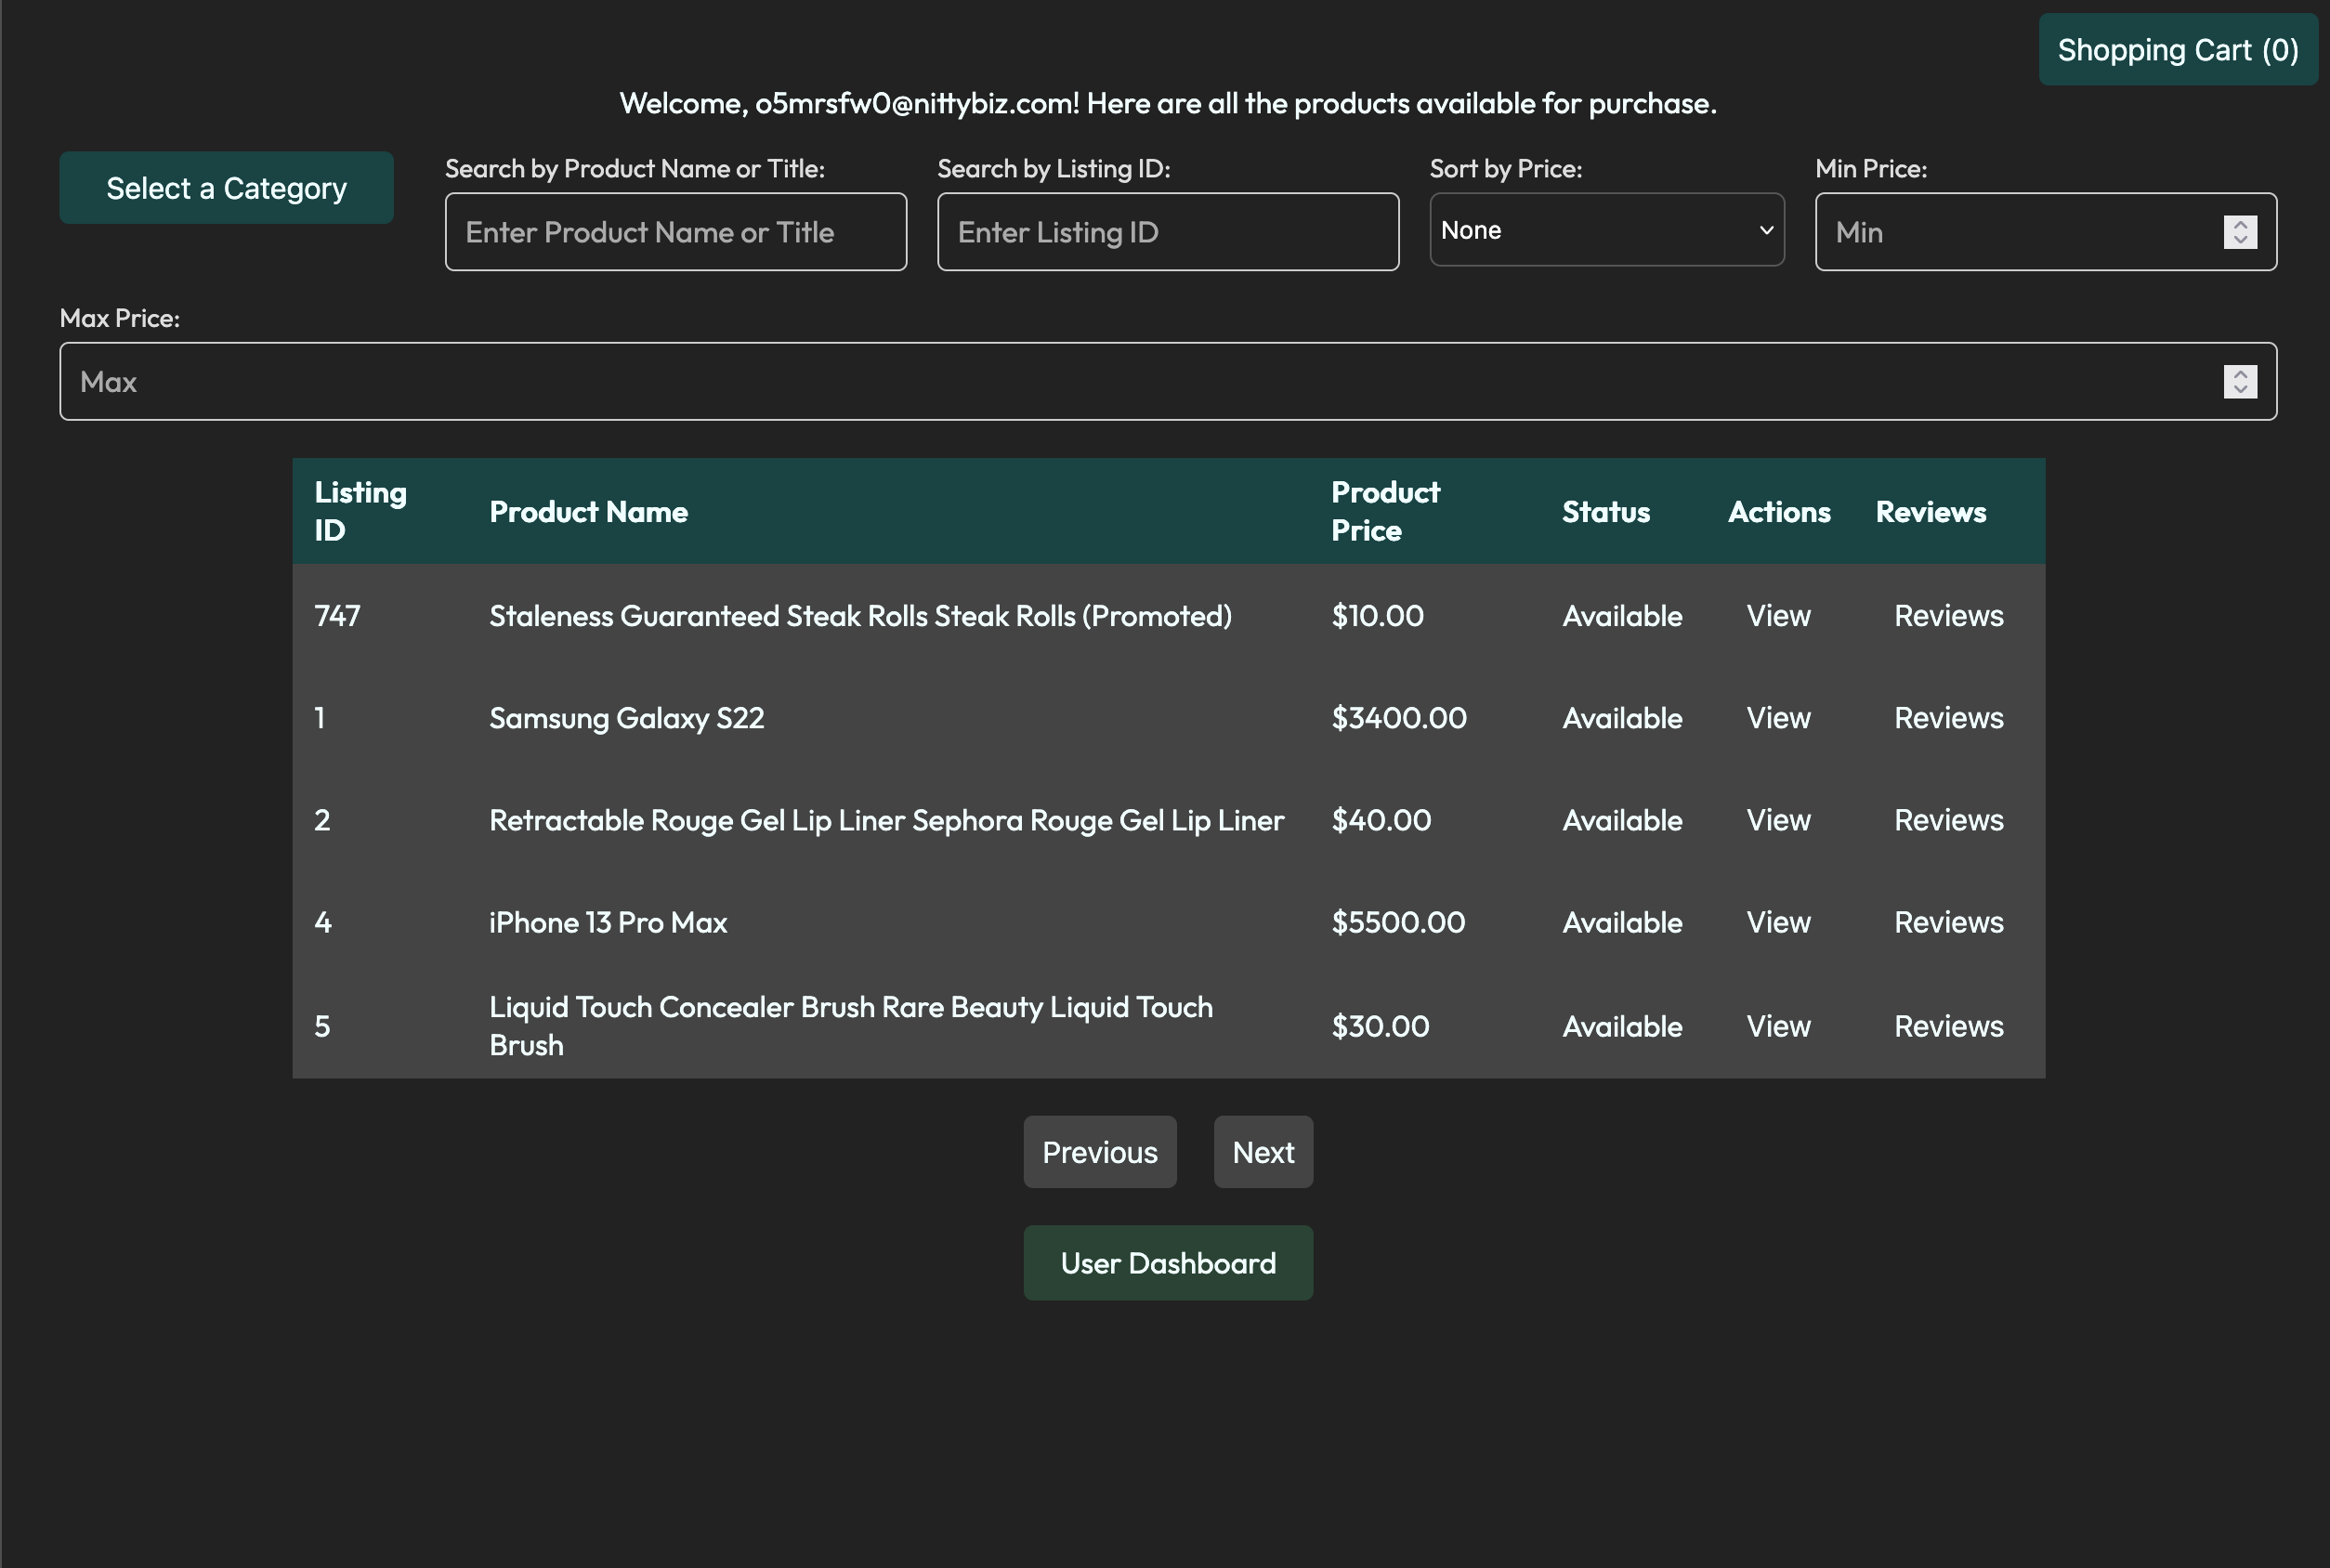 Shopping Cart (0)
Welcome, o5mrsfw0@nittybiz.com! Here are all the products available for purchase.
Select a Category
Search by Product Name or Title:
Enter Product Name or Title
Search by Listing ID:
Enter Listing ID
Sort by Price:
None
Min Price:
Min
Max Price:
Max
Listing
ID
Product Name
Product
Price
Status
Actions
Reviews
747 Staleness Guaranteed Steak Rolls Steak Rolls (Promoted) $10.00 Available View Reviews
1 Samsung Galaxy S22 $3400.00 Available View Reviews
2 Retractable Rouge Gel Lip Liner Sephora Rouge Gel Lip Liner $40.00 Available View Reviews
4 iPhone 13 Pro Max $5500.00 Available View Reviews
5 Liquid Touch Concealer Brush Rare Beauty Liquid Touch
Brush $30.00 Available View Reviews
Previous Next
User Dashboard